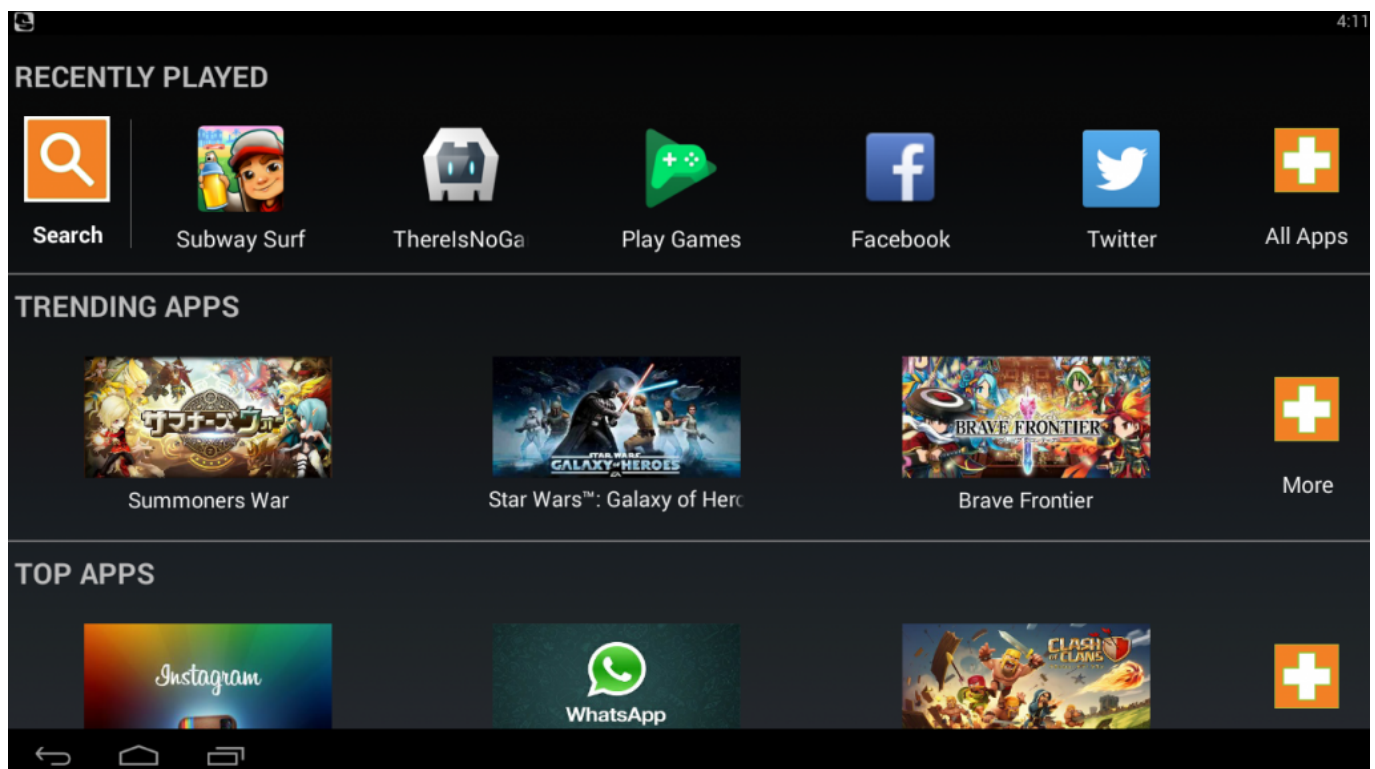 4:11
RECENTLY PLAYED
Search
Subway Surf
ThereIsNoGa
Play Games
Facebook
Twitter
All Apps
TRENDING APPS
サマナーズウォー
STAR WARS
GALAXY OF HEROES
BRAVE FRONTIER
Summoners War
Star Wars™: Galaxy of Hero
Brave Frontier
More
TOP APPS
Instagram
WhatsApp
CLASH
OF CLANS